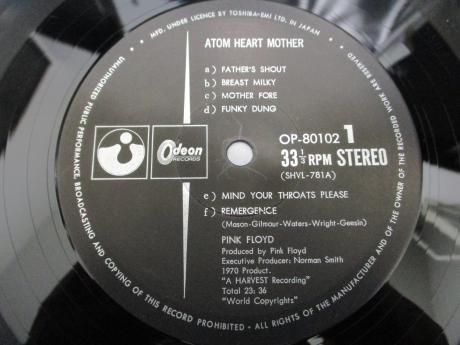 MFD. UNDER LICENCE BY TOSHIBA-EMI LTD. IN JAPAN
ATOM HEART MOTHER
a) FATHER'S SHOUT
b) BREAST MILKY
c) MOTHER FORE
d) FUNKY DUNG
OP-80102 1
33 1/3 RPM STEREO
(SHVL-781A)
Odeon
RECORDS
e) MIND YOUR THROATS PLEASE
f) REMERGENCE
(Mason-Gilmour-Waters-Wright-Geesin)
PINK FLOYD
Produced by Pink Floyd
Executive Producer: Norman Smith
1970 Product.
"A HARVEST Recording"
Total 23; 36
"World Copyrights"
UNAUTHORIZED PUBLIC PERFORMANCE, BROADCASTING AND COPYING OF THIS RECORD PROHIBITED • ALL RIGHTS OF THE MANUFACTURER AND OF THE OWNER OF THE RECORDED WORK ARE RESERVED